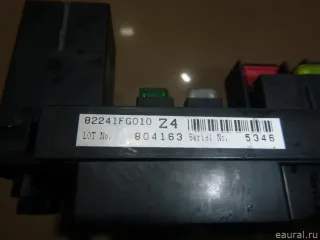 82241FG010 Z4
LOT No. 804163 Serial No. 5346
eaural.ru